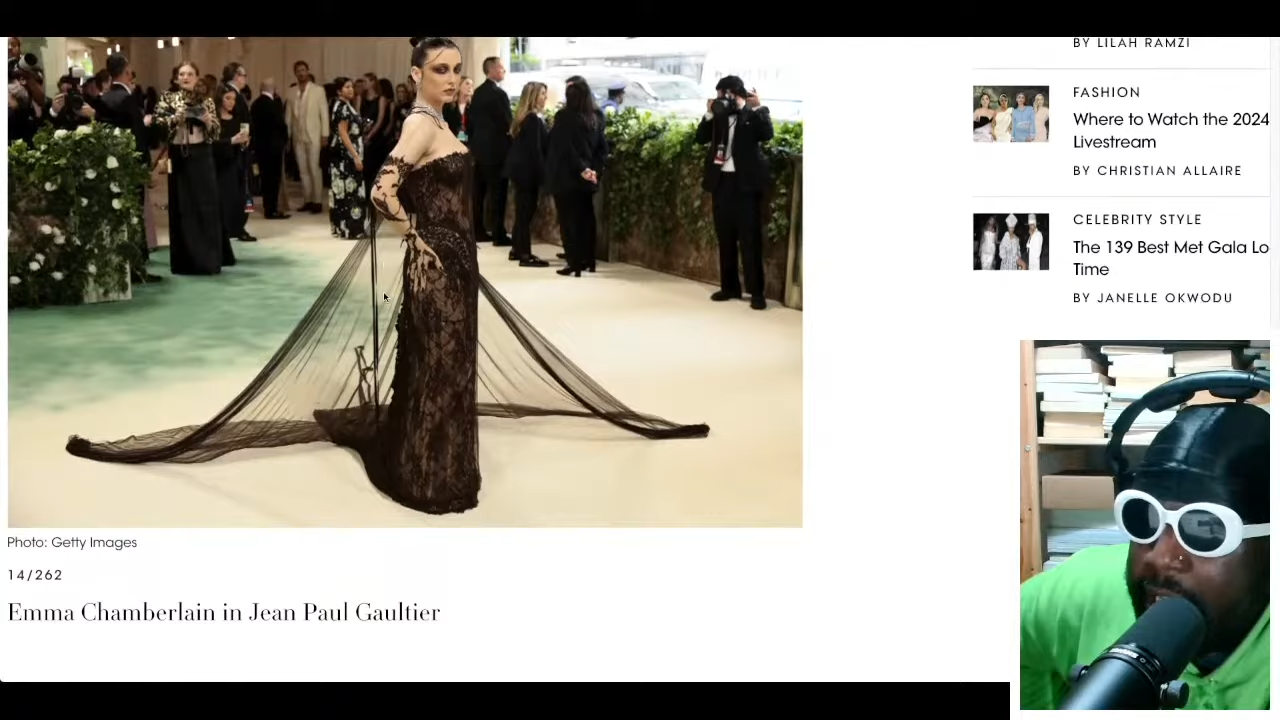 BY LILAH RAMZI
FASHION
Where to Watch the 2024
Livestream
BY CHRISTIAN ALLAIRE
CELEBRITY STYLE
The 139 Best Met Gala Lo
Time
BY JANELLE OKWODU
Photo: Getty Images
14/262
Emma Chamberlain in Jean Paul Gaultier